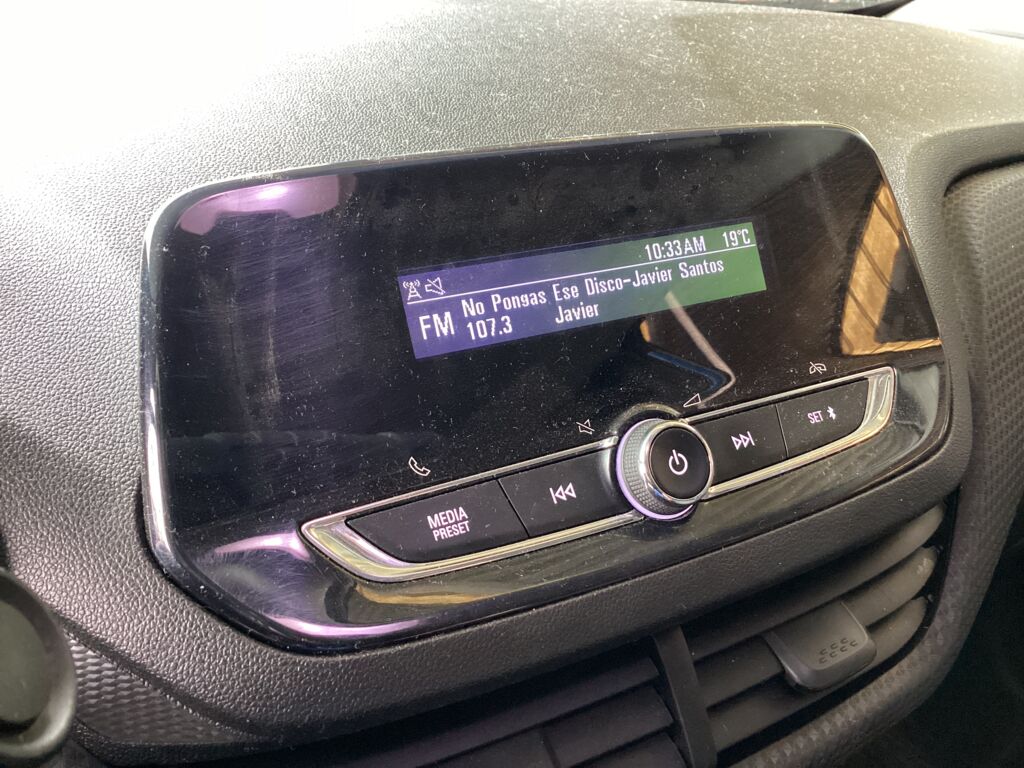 10:33AM 19°C
FM 107.3 No Pongas Ese Disco-Javier Santos
Javier
MEDIA
PRESET
SET